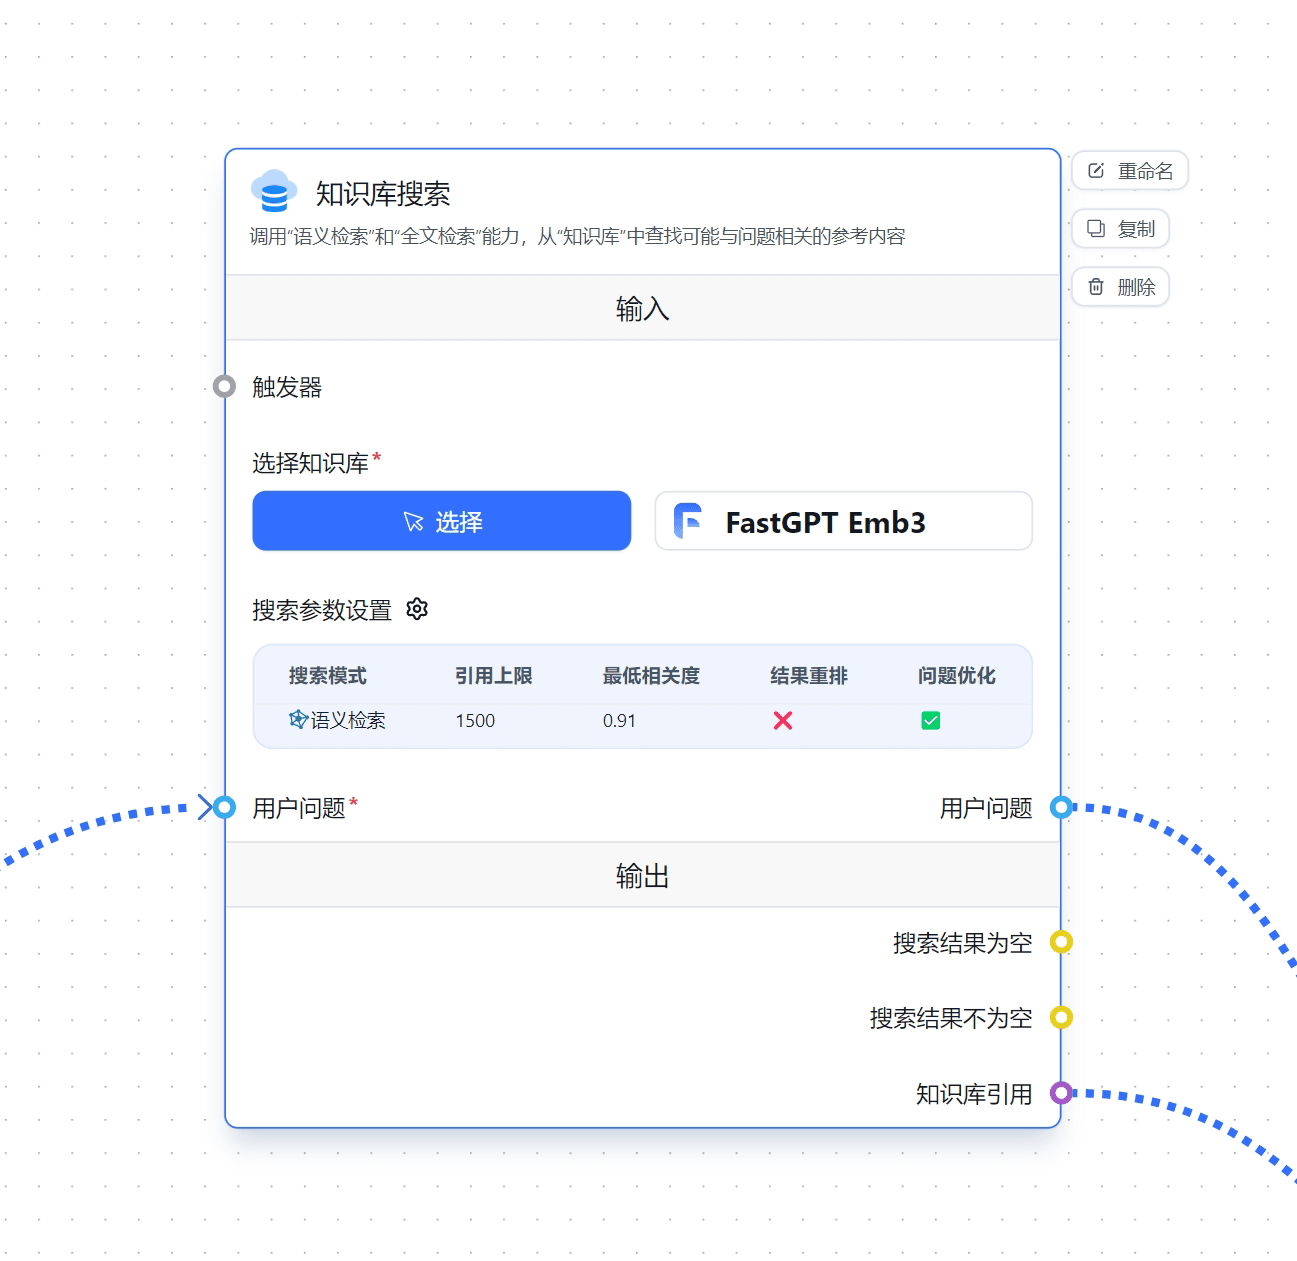 知识库搜索
重命名
调用“语义检索”和“全文检索”能力，从“知识库”中查找可能与问题相关的参考内容
复制
删除
输入
触发器
选择知识库*
选择
FastGPT Emb3
搜索参数设置
搜索模式 引用上限 最低相关度 结果重排 问题优化
语义检索 1500 0.91
用户问题* 用户问题
输出
搜索结果为空
搜索结果不为空
知识库引用